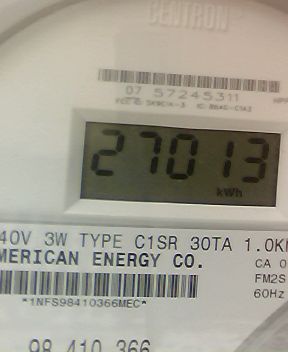 CENTRON
07 57245311
27013
kWh
40V 3W TYPE C1SR 30TA 1.0K
MERICAN ENERGY CO.
CA 0
FM2S
60Hz
*1NFS98410366MEC*
98 410 366